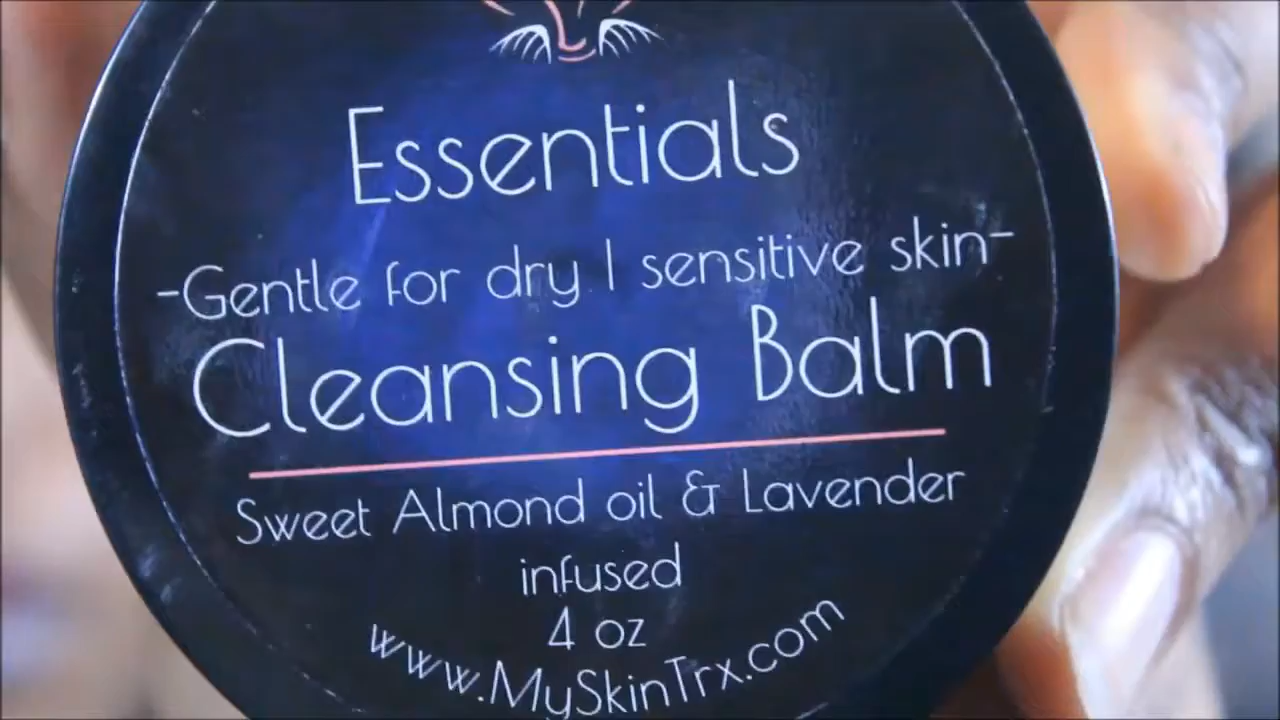 Essentials
-Gentle for dry | sensitive skin-
Cleansing Balm
Sweet Almond oil & Lavender
infused
4 oz
www.MySkinTrx.com